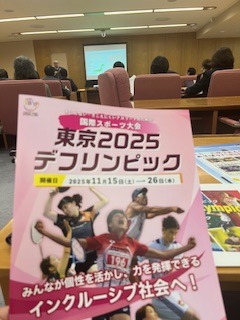 国際スポーツ大会
東京2025
デフリンピック
開催日 2025年11月15日(土)―26日(水)
196
みんなが個性を活かし、力を発揮できる
インクルーシブ社会へ!